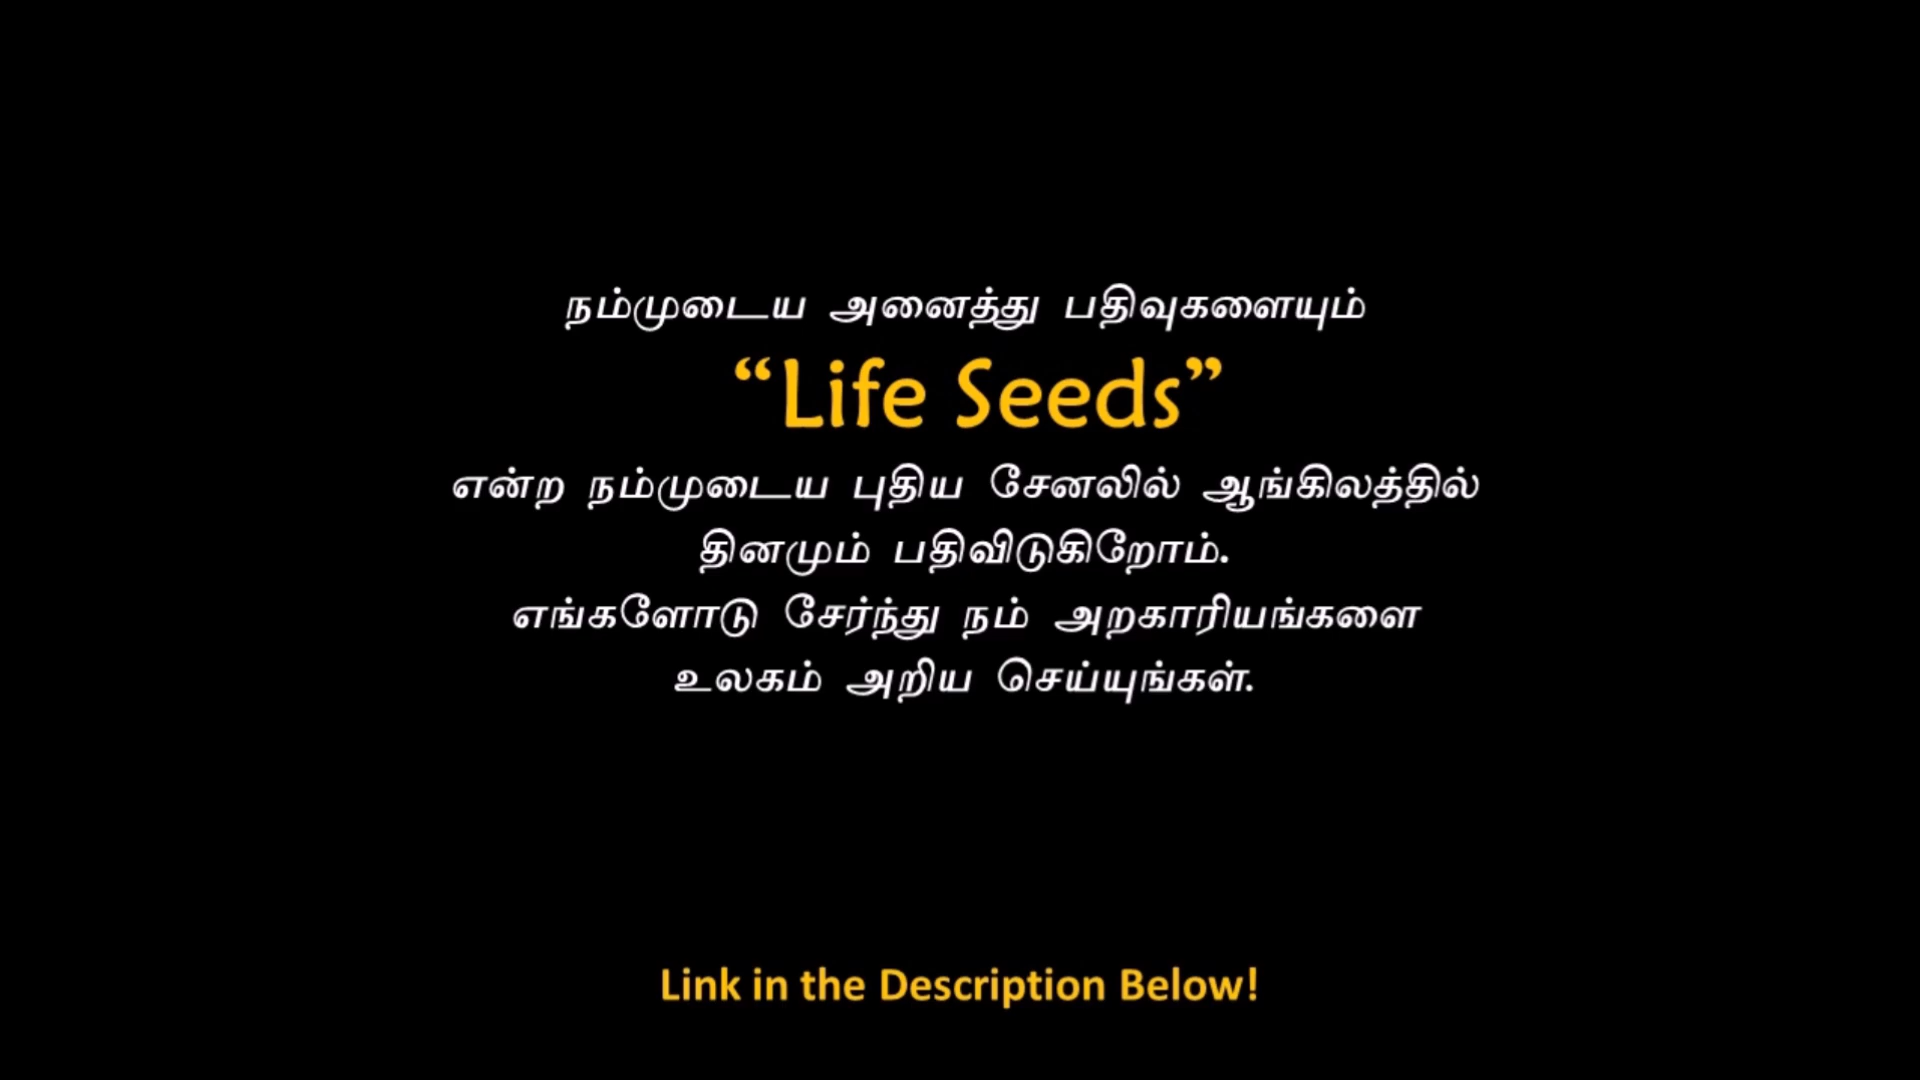 நம்முடைய அனைத்து பதிவுகளையும்
“Life Seeds”
என்ற நம்முடைய புதிய சேனலில் ஆங்கிலத்தில்
தினமும் பதிவிடுகிறோம்.
எங்களோடு சேர்ந்து நம் அறகாரியங்களை
உலகம் அறிய செய்யுங்கள்.
Link in the Description Below!